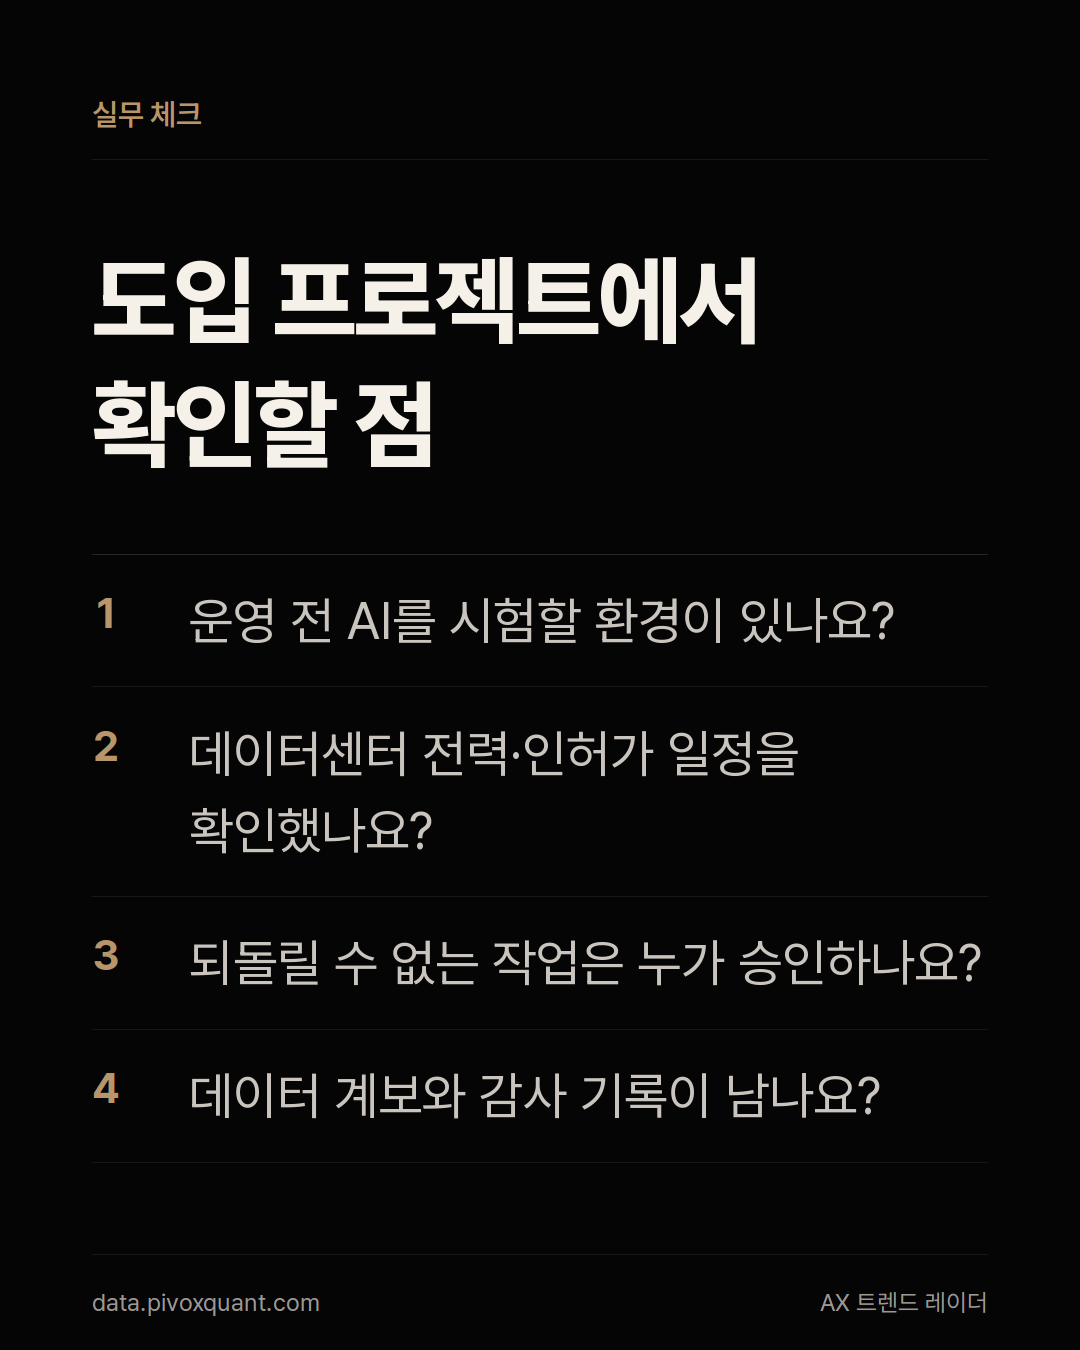 실무 체크
도입 프로젝트에서
확인할 점
1 운영 전 AI를 시험할 환경이 있나요?
2 데이터센터 전력·인허가 일정을
확인했나요?
3 되돌릴 수 없는 작업은 누가 승인하나요?
4 데이터 계보와 감사 기록이 남나요?
data.pivoxquant.com
AX 트렌드 레이더